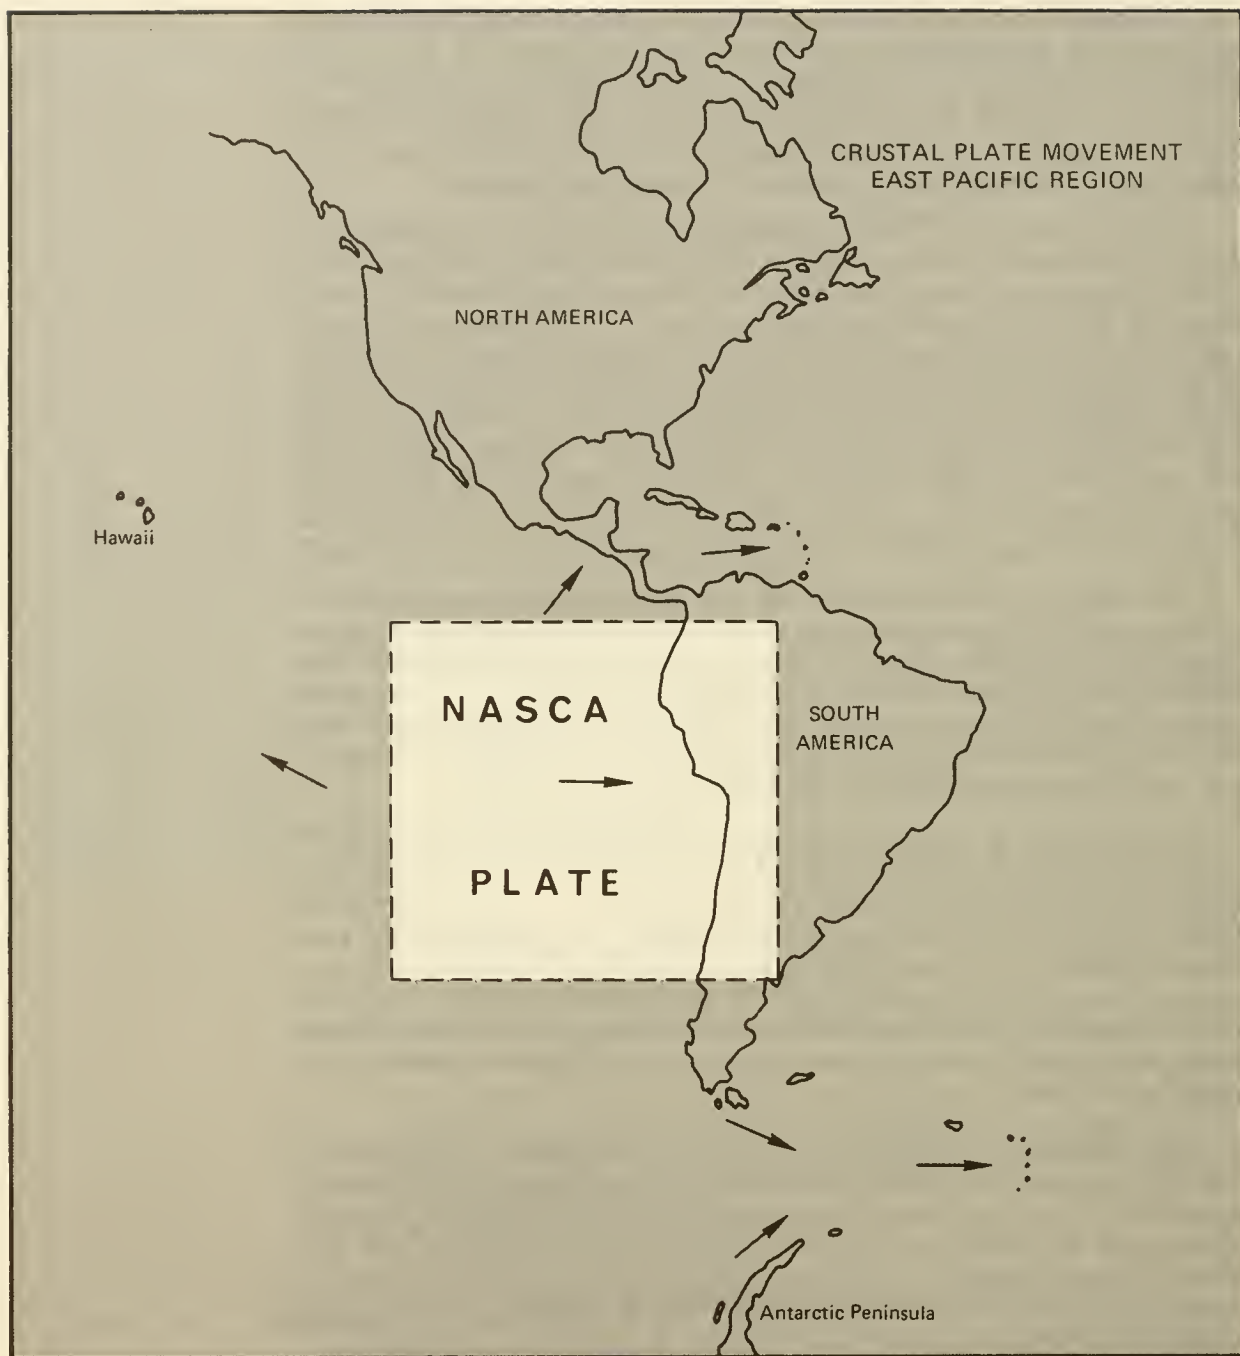 CRUSTAL PLATE MOVEMENT
EAST PACIFIC REGION
NORTH AMERICA
Hawaii
NASCA
SOUTH
AMERICA
PLATE
Antarctic Peninsula